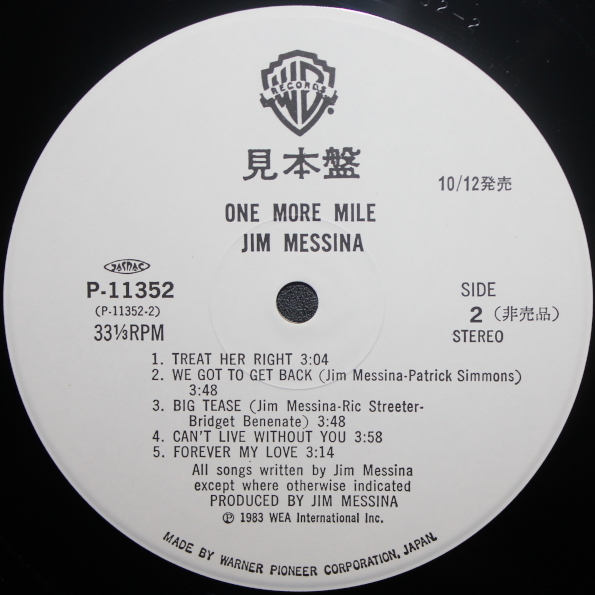 52-2
WB
RECORDS
見本盤
10/12発売
ONE MORE MILE
JIM MESSINA
JASRAC
P-11352
(P-11352-2)
33⅓RPM
SIDE
2 (非売品)
STEREO
1. TREAT HER RIGHT 3:04
2. WE GOT TO GET BACK (Jim Messina-Patrick Simmons)
3:48
3. BIG TEASE (Jim Messina-Ric Streeter-
Bridget Benenate) 3:48
4. CAN'T LIVE WITHOUT YOU 3:58
5. FOREVER MY LOVE 3:14
All songs written by Jim Messina
except where otherwise indicated
PRODUCED BY JIM MESSINA
℗ 1983 WEA International Inc.
MADE BY WARNER PIONEER CORPORATION, JAPAN.